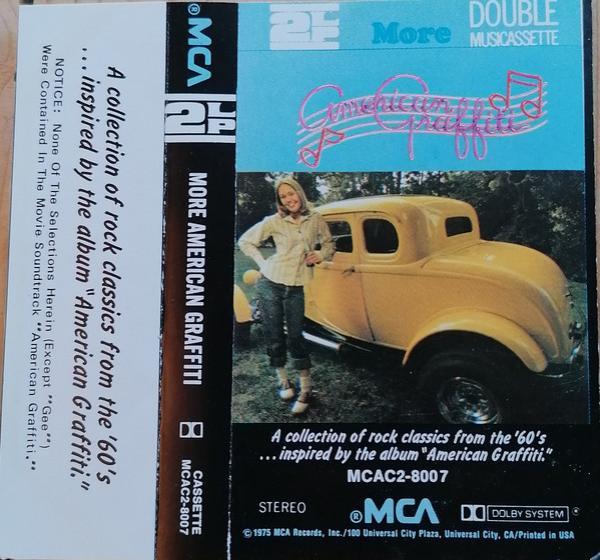 A collection of rock classics from the '60's
...inspired by the album "American Graffiti."
NOTICE: None Of The Selections Herein (Except "Gee")
Were Contained In The Movie Soundtrack "American Graffiti."
®MCA
2LP
MORE AMERICAN GRAFFITI
CASSETTE
MCAC2-8007
2LP
More
DOUBLE
MUSICASSETTE
American
Graffiti
A collection of rock classics from the '60's
...inspired by the album "American Graffiti."
MCAC2-8007
STEREO
®MCA
DOLBY SYSTEM®
©1975 MCA Records, Inc./100 Universal City Plaza, Universal City, CA/Printed in USA